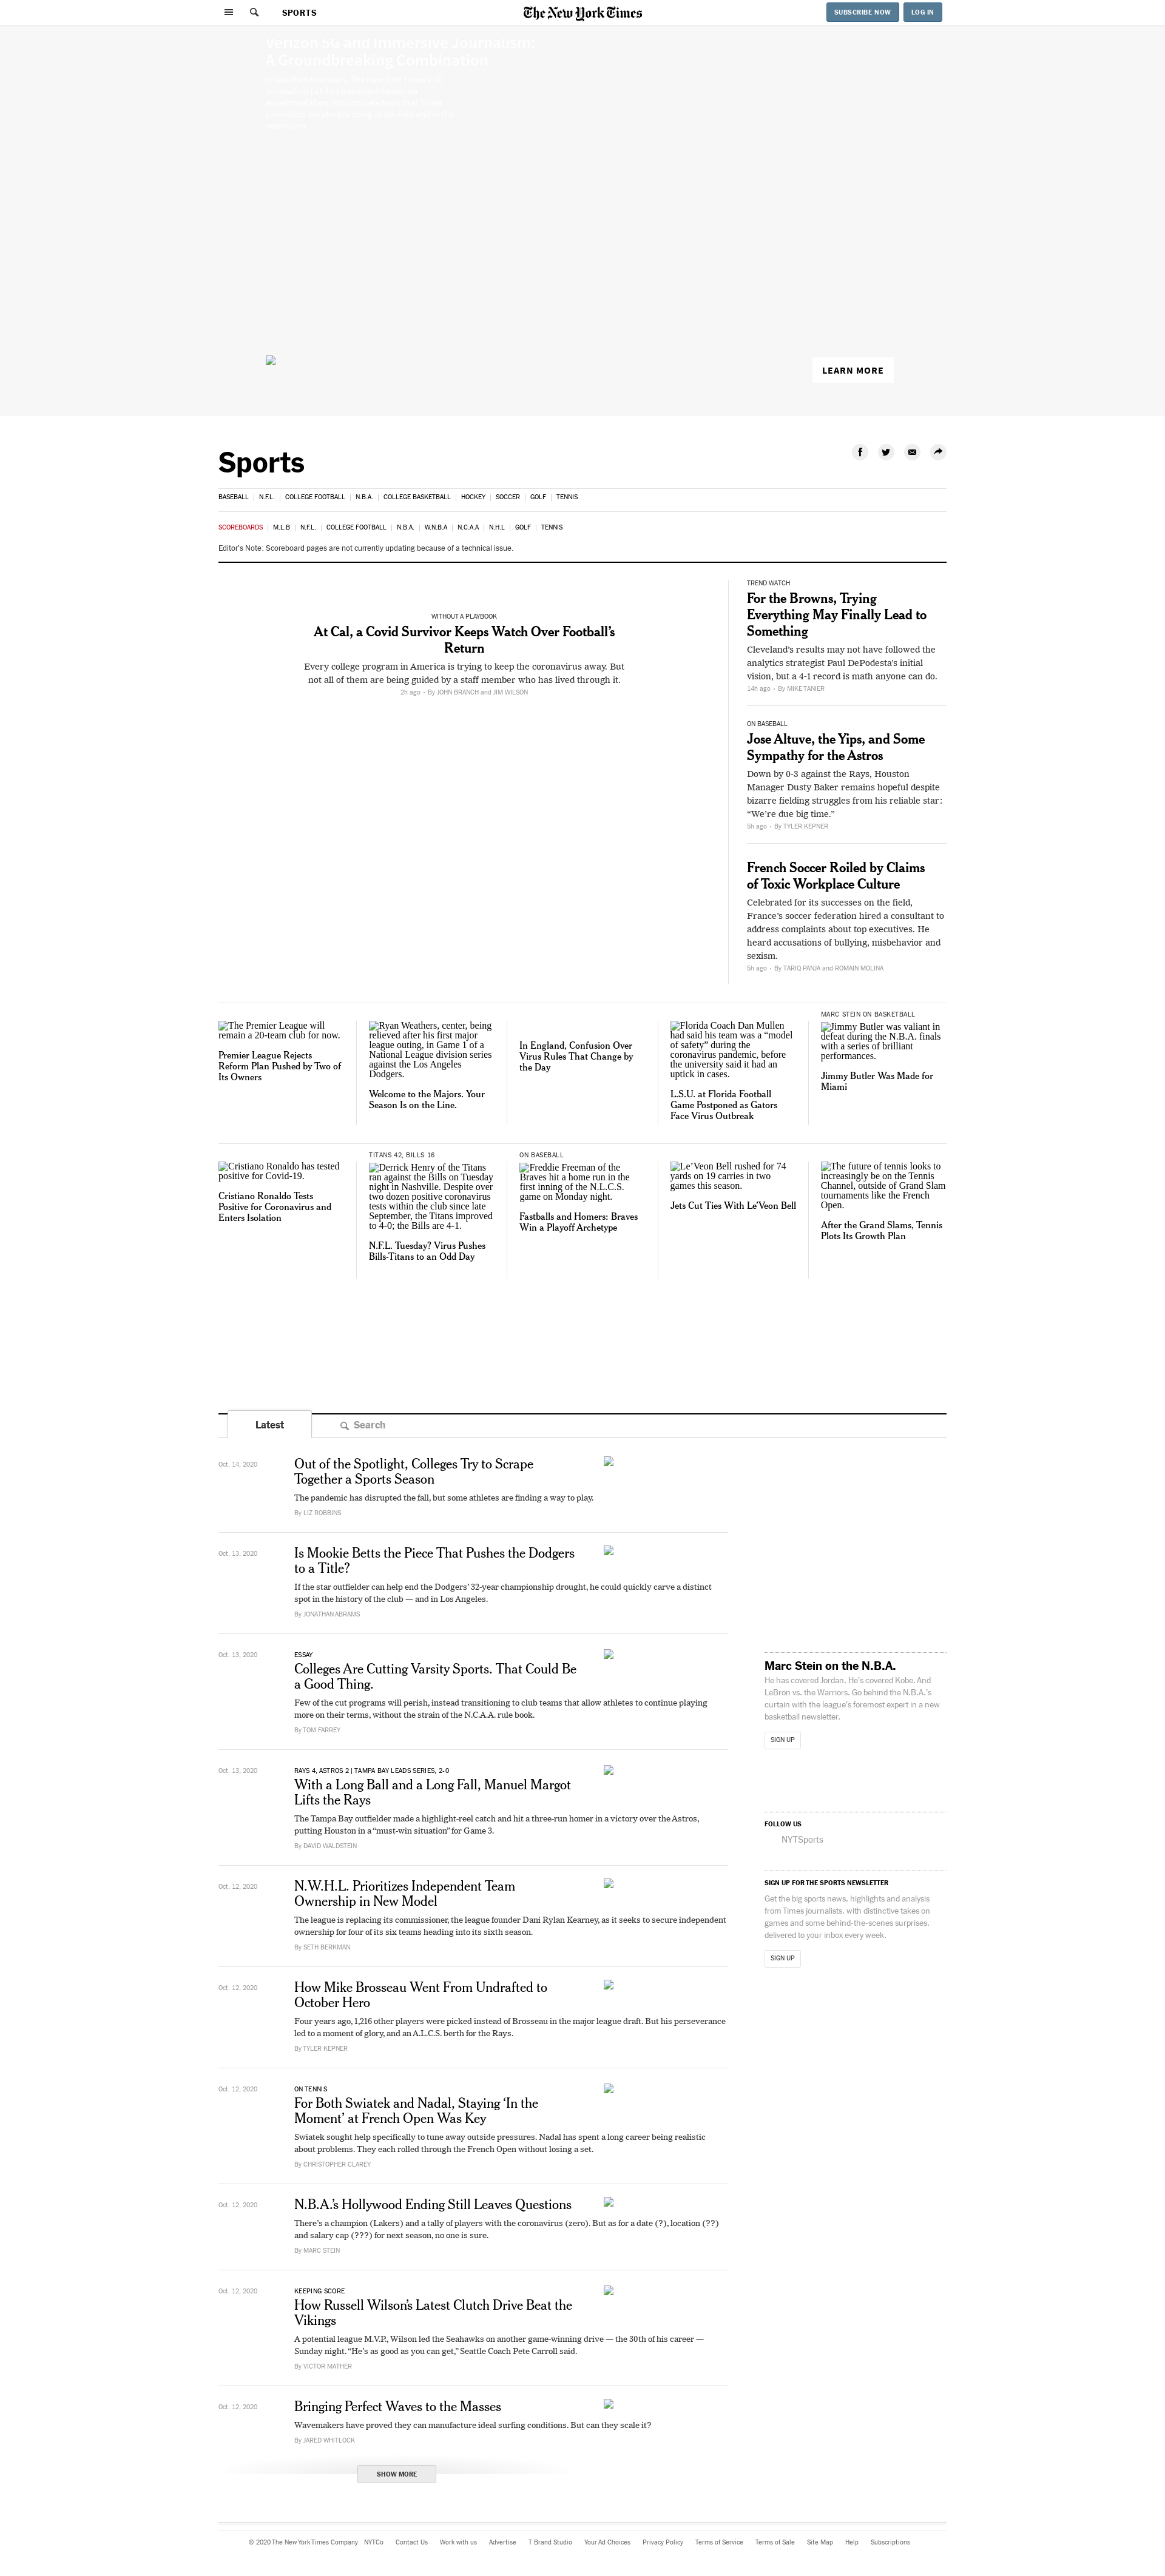 SPORTS
The New York Times
SUBSCRIBE NOW
LOG IN
Verizon 5G and Immersive Journalism:
A Groundbreaking Combination
LEARN MORE
Sports
BASEBALL | N.F.L. | COLLEGE FOOTBALL | N.B.A. | COLLEGE BASKETBALL | HOCKEY | SOCCER | GOLF | TENNIS
SCOREBOARDS | M.L.B | N.F.L. | COLLEGE FOOTBALL | N.B.A. | W.N.B.A | N.C.A.A | N.H.L | GOLF | TENNIS
Editor's Note: Scoreboard pages are not currently updating because of a technical issue.
WITHOUT A PLAYBOOK
At Cal, a Covid Survivor Keeps Watch Over Football’s
Return
Every college program in America is trying to keep the coronavirus away. But
not all of them are being guided by a staff member who has lived through it.
2h ago - By JOHN BRANCH and JIM WILSON
TREND WATCH
For the Browns, Trying
Everything May Finally Lead to
Something
Cleveland’s results may not have followed the
analytics strategist Paul DePodesta’s initial
vision, but a 4-1 record is math anyone can do.
14h ago - By MIKE TANIER
ON BASEBALL
Jose Altuve, the Yips, and Some
Sympathy for the Astros
Down by 0-3 against the Rays, Houston
Manager Dusty Baker remains hopeful despite
bizarre fielding struggles from his reliable star:
“We’re due big time.”
5h ago - By TYLER KEPNER
French Soccer Roiled by Claims
of Toxic Workplace Culture
Celebrated for its successes on the field,
France’s soccer federation hired a consultant to
address complaints about top executives. He
heard accusations of bullying, misbehavior and
sexism.
5h ago - By TARIQ PANJA and ROMAIN MOLINA
The Premier League will
remain a 20-team club for now.
Premier League Rejects
Reform Plan Pushed by Two of
Its Owners
Ryan Weathers, center, being
relieved after his first major
league outing, in Game 1 of a
National League division series
against the Los Angeles
Dodgers.
Welcome to the Majors. Your
Season Is on the Line.
In England, Confusion Over
Virus Rules That Change by
the Day
Florida Coach Dan Mullen
had said his team was a “model
of safety” during the
coronavirus pandemic, before
the university said it had an
uptick in cases.
L.S.U. at Florida Football
Game Postponed as Gators
Face Virus Outbreak
MARC STEIN ON BASKETBALL
Jimmy Butler was valiant in
defeat during the N.B.A. finals
with a series of brilliant
performances.
Jimmy Butler Was Made for
Miami
Cristiano Ronaldo has tested
positive for Covid-19.
Cristiano Ronaldo Tests
Positive for Coronavirus and
Enters Isolation
TITANS 42, BILLS 16
Derrick Henry of the Titans
ran against the Bills on Tuesday
night in Nashville. Despite over
two dozen positive coronavirus
tests within the club since late
September, the Titans improved
to 4-0; the Bills are 4-1.
N.F.L. Tuesday? Virus Pushes
Bills-Titans to an Odd Day
ON BASEBALL
Freddie Freeman of the
Braves hit a home run in the
first inning of the N.L.C.S.
game on Monday night.
Fastballs and Homers: Braves
Win a Playoff Archetype
Le’Veon Bell rushed for 74
yards on 19 carries in two
games this season.
Jets Cut Ties With Le’Veon Bell
The future of tennis looks to
increasingly be on the Tennis
Channel, outside of Grand Slam
tournaments like the French
Open.
After the Grand Slams, Tennis
Plots Its Growth Plan
Latest
Search
Oct. 14, 2020
Out of the Spotlight, Colleges Try to Scrape
Together a Sports Season
The pandemic has disrupted the fall, but some athletes are finding a way to play.
By LIZ ROBBINS
Oct. 13, 2020
Is Mookie Betts the Piece That Pushes the Dodgers
to a Title?
If the star outfielder can help end the Dodgers’ 32-year championship drought, he could quickly carve a distinct
spot in the history of the club — and in Los Angeles.
By JONATHAN ABRAMS
Oct. 13, 2020
ESSAY
Colleges Are Cutting Varsity Sports. That Could Be
a Good Thing.
Few of the cut programs will perish, instead transitioning to club teams that allow athletes to continue playing
more on their terms, without the strain of the N.C.A.A. rule book.
By TOM FARREY
Oct. 13, 2020
RAYS 4, ASTROS 2 | TAMPA BAY LEADS SERIES, 2-0
With a Long Ball and a Long Fall, Manuel Margot
Lifts the Rays
The Tampa Bay outfielder made a highlight-reel catch and hit a three-run homer in a victory over the Astros,
putting Houston in a “must-win situation” for Game 3.
By DAVID WALDSTEIN
Oct. 12, 2020
N.W.H.L. Prioritizes Independent Team
Ownership in New Model
The league is replacing its commissioner, the league founder Dani Rylan Kearney, as it seeks to secure independent
ownership for four of its six teams heading into its sixth season.
By SETH BERKMAN
Oct. 12, 2020
How Mike Brosseau Went From Undrafted to
October Hero
Four years ago, 1,216 other players were picked instead of Brosseau in the major league draft. But his perseverance
led to a moment of glory, and an A.L.C.S. berth for the Rays.
By TYLER KEPNER
Oct. 12, 2020
ON TENNIS
For Both Swiatek and Nadal, Staying ‘In the
Moment’ at French Open Was Key
Swiatek sought help specifically to tune away outside pressures. Nadal has spent a long career being realistic
about problems. They each rolled through the French Open without losing a set.
By CHRISTOPHER CLAREY
Oct. 12, 2020
N.B.A.’s Hollywood Ending Still Leaves Questions
There’s a champion (Lakers) and a tally of players with the coronavirus (zero). But as for a date (?), location (??)
and salary cap (???) for next season, no one is sure.
By MARC STEIN
Oct. 12, 2020
KEEPING SCORE
How Russell Wilson’s Latest Clutch Drive Beat the
Vikings
A potential league M.V.P., Wilson led the Seahawks on another game-winning drive — the 30th of his career —
Sunday night. “He’s as good as you can get,” Seattle Coach Pete Carroll said.
By VICTOR MATHER
Oct. 12, 2020
Bringing Perfect Waves to the Masses
Wavemakers have proved they can manufacture ideal surfing conditions. But can they scale it?
By JARED WHITLOCK
SHOW MORE
Marc Stein on the N.B.A.
He has covered Jordan. He's covered Kobe. And
LeBron vs. the Warriors. Go behind the N.B.A.'s
curtain with the league's foremost expert in a new
basketball newsletter.
SIGN UP
FOLLOW US
NYTSports
SIGN UP FOR THE SPORTS NEWSLETTER
Get the big sports news, highlights and analysis
from Times journalists, with distinctive takes on
games and some behind-the-scenes surprises,
delivered to your inbox every week.
SIGN UP
© 2020 The New York Times Company NYTCo Contact Us Work with us Advertise T Brand Studio Your Ad Choices Privacy Policy Terms of Service Terms of Sale Site Map Help Subscriptions